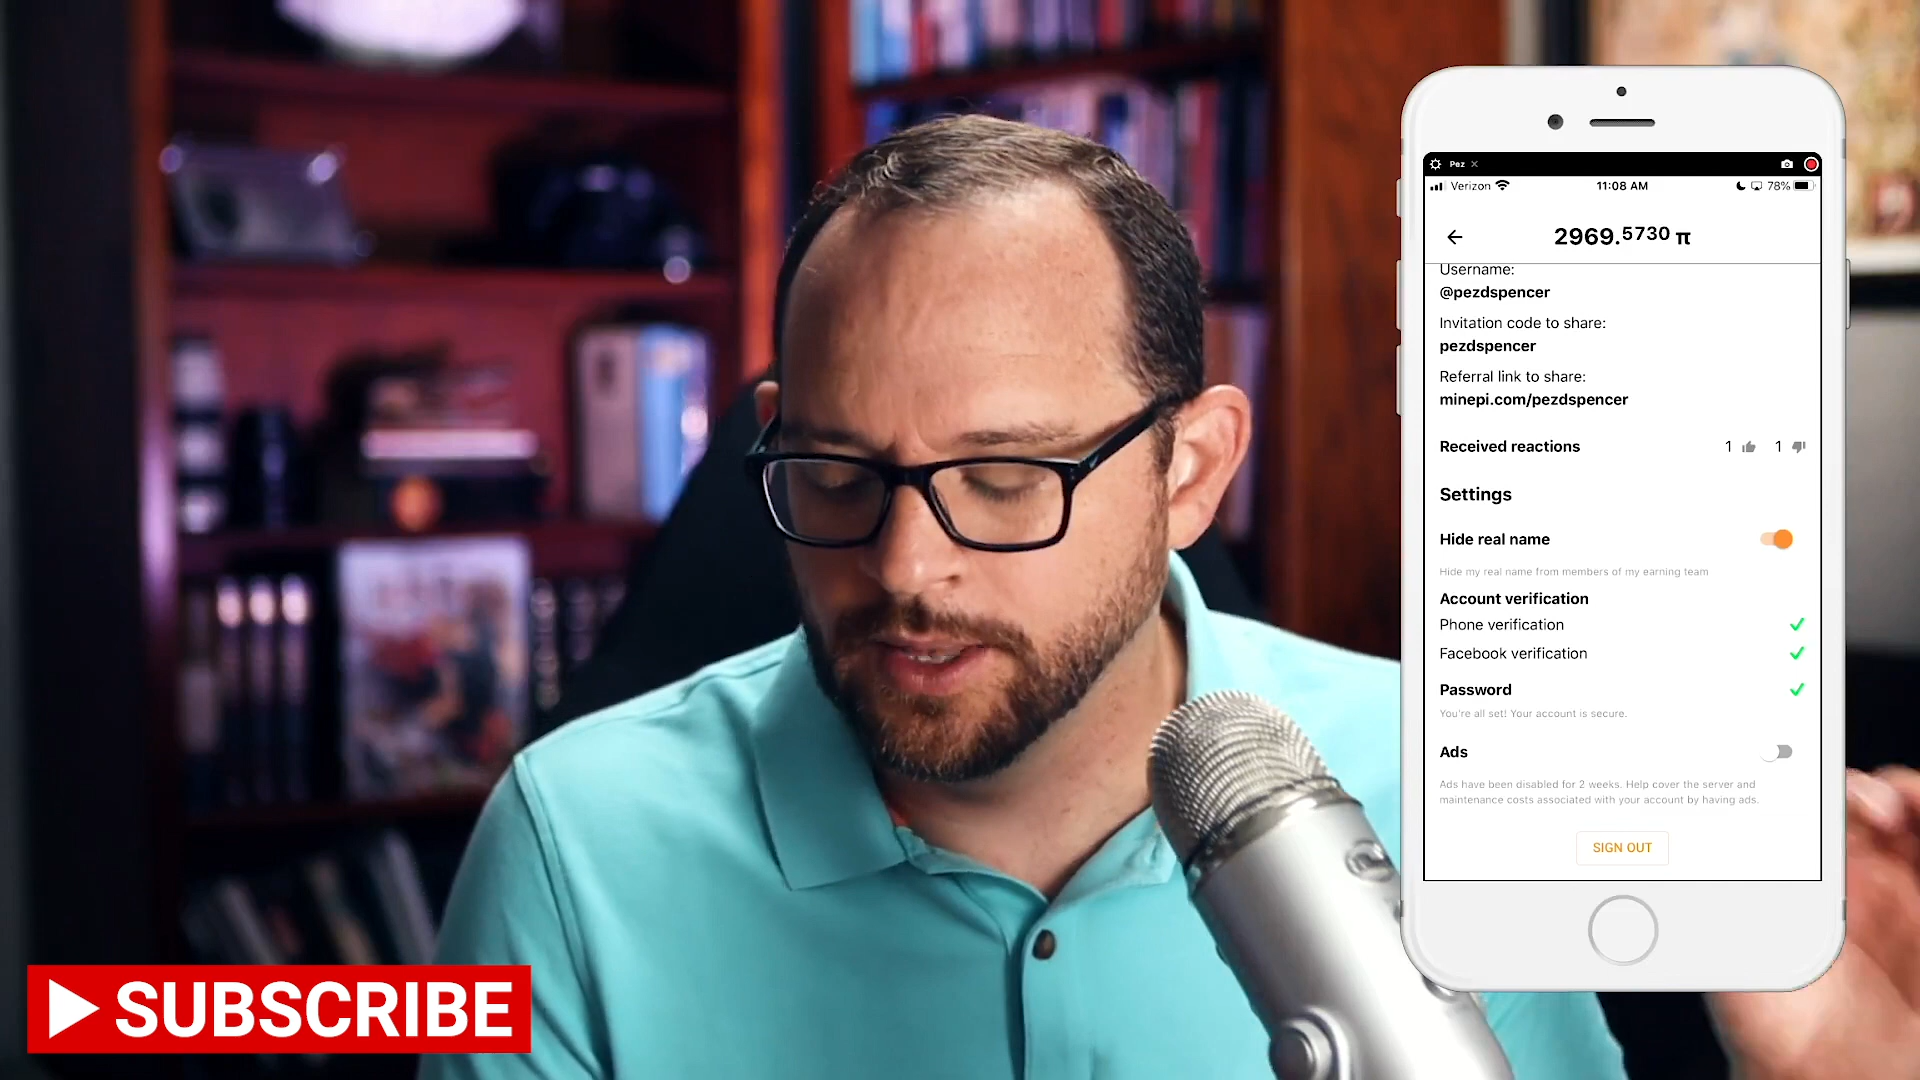 Pez
Verizon 11:08 AM 78%
2969.5730 π
Username:
@pezdspencer
Invitation code to share:
pezdspencer
Referral link to share:
minepi.com/pezdspencer
Received reactions 1 1
Settings
Hide real name
Hide my real name from members of my earning team
Account verification
Phone verification
Facebook verification
Password
You're all set! Your account is secure.
Ads
Ads have been disabled for 2 weeks. Help cover the server and
maintenance costs associated with your account by having ads.
SIGN OUT
SUBSCRIBE